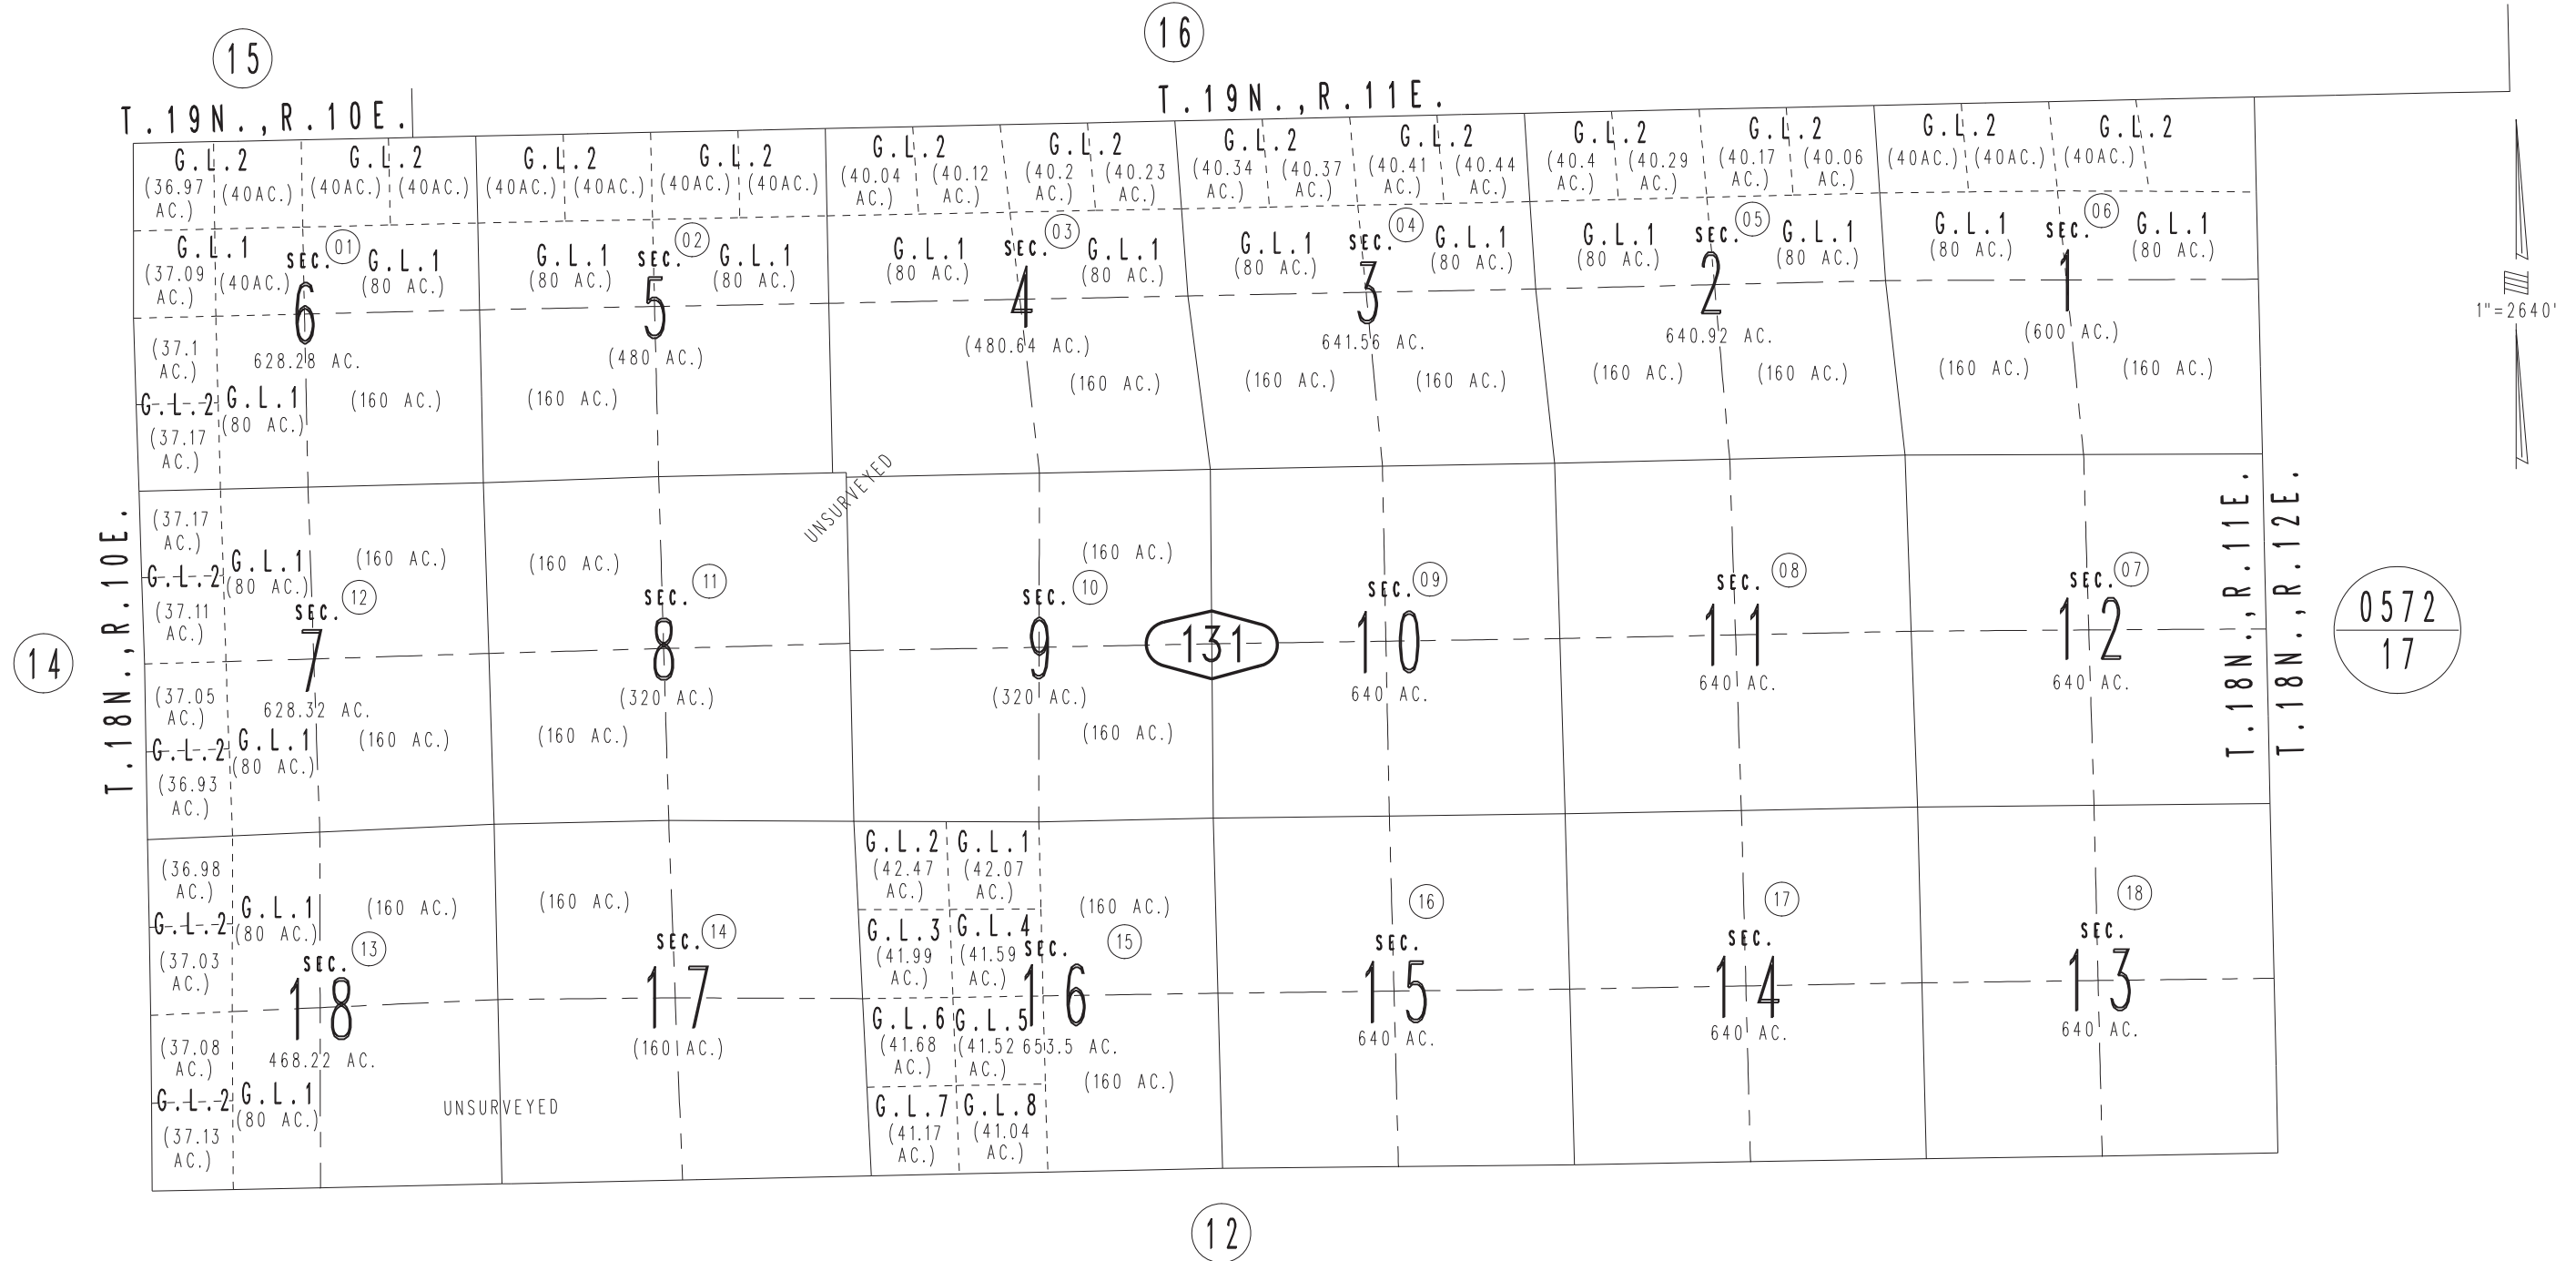 15
16
T.19N.,R.10E.
T.19N.,R.11E.
G.L.2
G.L.2
G.L.2
G.L.2
G.L.2
G.L.2
G.L.2
G.L.2
G.L.2
G.L.2
G.L.2
G.L.2
(36.97 AC.)
(40AC.)
(40AC.)
(40AC.)
(40AC.)
(40AC.)
(40AC.)
(40AC.)
(40.04 AC.)
(40.12 AC.)
(40.2 AC.)
(40.23 AC.)
(40.34 AC.)
(40.37 AC.)
(40.41 AC.)
(40.44 AC.)
(40.4 AC.)
(40.29 AC.)
(40.17 AC.)
(40.06 AC.)
(40AC.)
(40AC.)
(40AC.)
G.L.1
(37.09 AC.)
(40AC.)
SEC.
01
6
G.L.1
(80 AC.)
628.28 AC.
(37.1 AC.)
G.L.2
(37.17 AC.)
G.L.1
(80 AC.)
(160 AC.)
G.L.1
(80 AC.)
SEC.
02
5
G.L.1
(80 AC.)
(480 AC.)
(160 AC.)
G.L.1
(80 AC.)
SEC.
03
4
G.L.1
(80 AC.)
(480.64 AC.)
(160 AC.)
G.L.1
(80 AC.)
SEC.
04
3
G.L.1
(80 AC.)
641.56 AC.
(160 AC.)
(160 AC.)
G.L.1
(80 AC.)
SEC.
05
2
G.L.1
(80 AC.)
640.92 AC.
(160 AC.)
(160 AC.)
G.L.1
(80 AC.)
SEC.
06
1
G.L.1
(80 AC.)
(600 AC.)
(160 AC.)
(160 AC.)
1"=2640'
UNSURVEYED
14
T.18N.,R.10E.
(37.17 AC.)
G.L.2
(37.11 AC.)
G.L.1
(80 AC.)
(160 AC.)
SEC.
12
7
628.32 AC.
(37.05 AC.)
G.L.2
(36.93 AC.)
G.L.1
(80 AC.)
(160 AC.)
(160 AC.)
SEC.
11
8
(320 AC.)
(160 AC.)
(160 AC.)
SEC.
10
9
(320 AC.)
(160 AC.)
131
SEC.
09
10
640 AC.
SEC.
08
11
640 AC.
SEC.
07
12
640 AC.
T.18N.,R.11E.
T.18N.,R.12E.
0572
17
(36.98 AC.)
G.L.2
(37.03 AC.)
G.L.1
(80 AC.)
(160 AC.)
SEC.
13
18
468.22 AC.
(37.08 AC.)
G.L.2
(37.13 AC.)
G.L.1
(80 AC.)
UNSURVEYED
(160 AC.)
SEC.
14
17
(160 AC.)
G.L.2
(42.47 AC.)
G.L.1
(42.07 AC.)
G.L.3
(41.99 AC.)
G.L.4
(41.59 AC.)
(160 AC.)
SEC.
15
16
G.L.6
(41.68 AC.)
G.L.5
(41.52 AC.)
653.5 AC.
(160 AC.)
G.L.7
(41.17 AC.)
G.L.8
(41.04 AC.)
SEC.
16
15
640 AC.
SEC.
17
14
640 AC.
SEC.
18
13
640 AC.
12